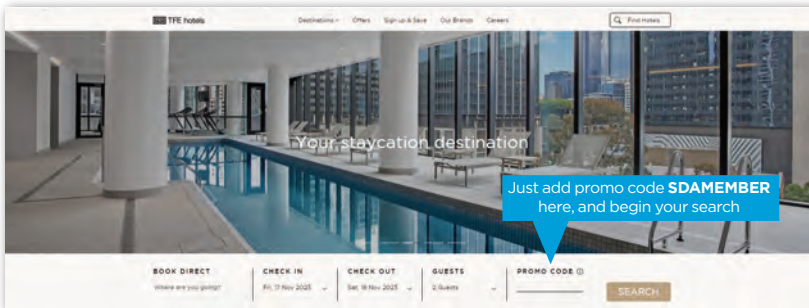 TFE hotels
Destinations Offers Sign up & Save Our Brands Careers
Find Hotels
Your staycation destination
Just add promo code SDAMEMBER
here, and begin your search
BOOK DIRECT CHECK IN CHECK OUT GUESTS PROMO CODE
Where are you going? Fri, 17 Nov 2023 Sat, 18 Nov 2023 2 Guests
SEARCH